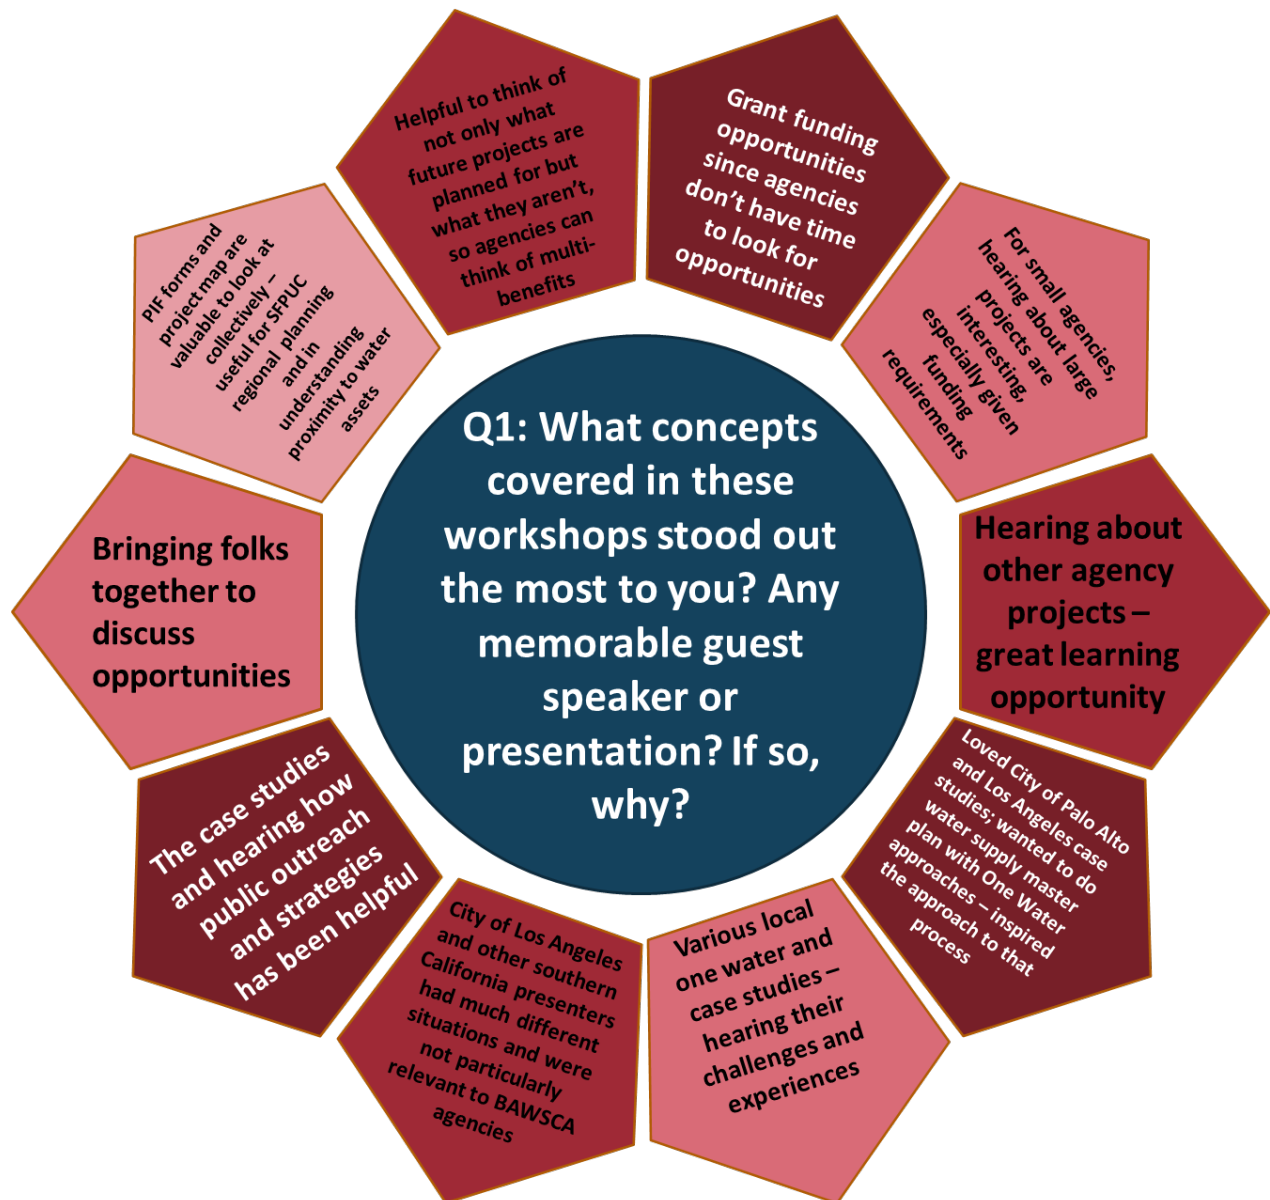 Q1: What concepts
covered in these
workshops stood out
the most to you? Any
memorable guest
speaker or
presentation? If so,
why?
Grant funding
opportunities
since agencies
don't have time
to look for
opportunities
For small agencies,
hearing about large
projects are
interesting,
especially given
funding
requirements
Hearing about
other agency
projects –
great learning
opportunity
Loved City of Palo Alto
and Los Angeles case
studies; wanted to do
water supply master
plan with One Water
approaches – inspired
the approach to that
process
Various local
one water and
case studies –
hearing their
challenges and
experiences
City of Los Angeles
and other southern
California presenters
had much different
situations and were
not particularly
relevant to BAWSCA
agencies
The case studies
and hearing how
public outreach
and strategies
has been helpful
Bringing folks
together to
discuss
opportunities
PIF forms and
project map are
valuable to look at
collectively –
useful for SFPUC
regional planning
and in
understanding
proximity to water
assets
Helpful to think of
not only what
future projects are
planned for but
what they aren't,
so agencies can
think of multi-
benefits